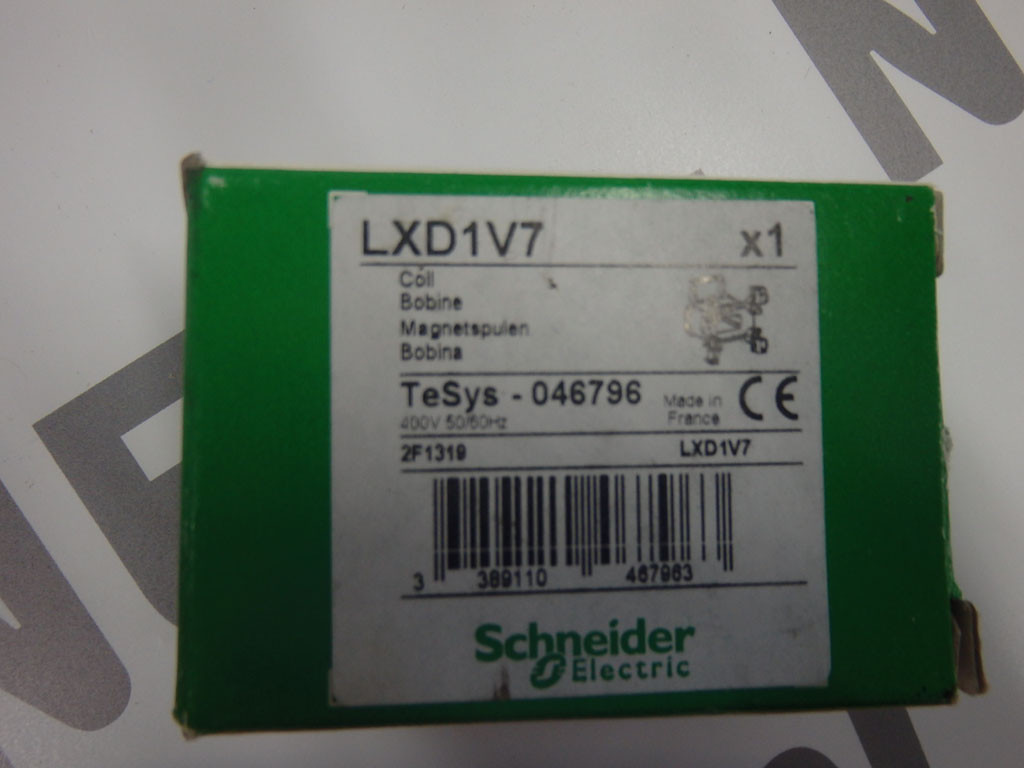 LXD1V7 x1
Coil
Bobine
Magnetspulen
Bobina
TeSys - 046796
Made in
France
CE
400V 50/60Hz
2F1319 LXD1V7
3 389110 467963
Schneider
Electric